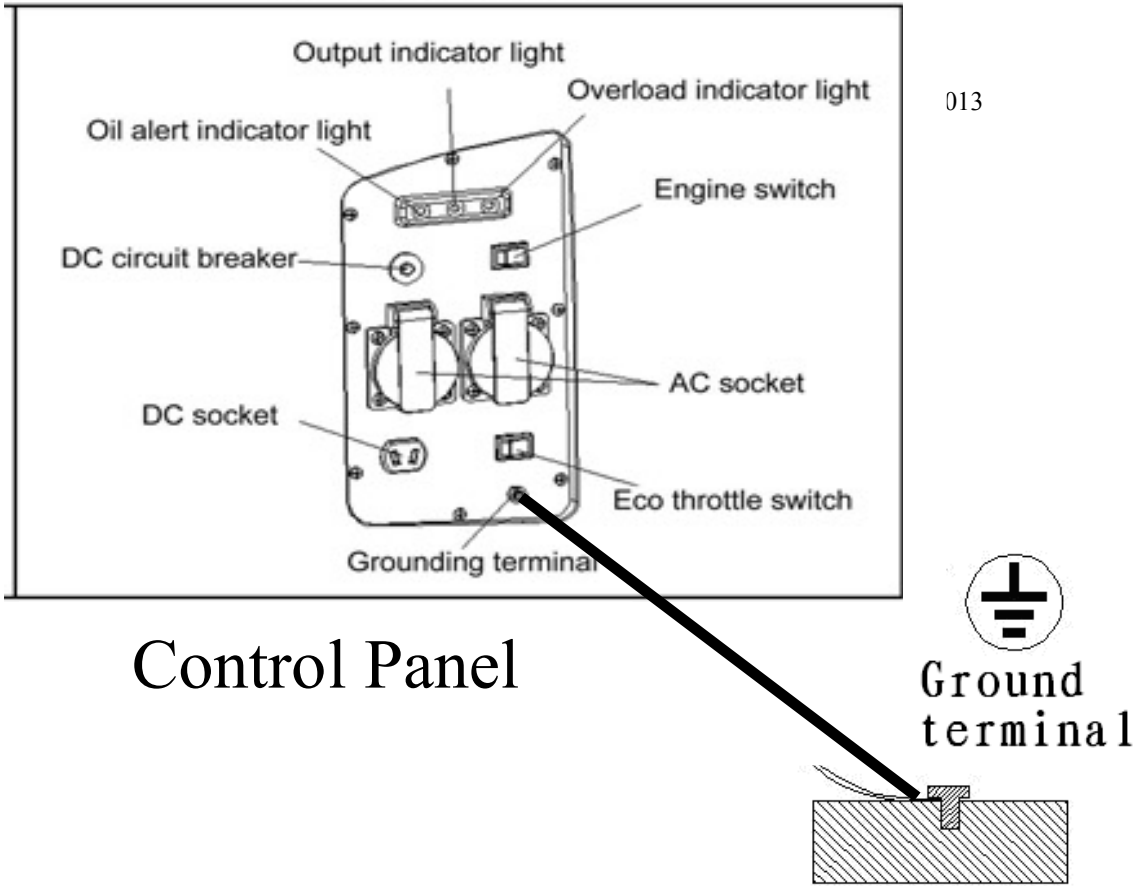 Output indicator light
Overload indicator light
013
Oil alert indicator light
Engine switch
DC circuit breaker
AC socket
DC socket
Eco throttle switch
Grounding terminal
Control Panel
Ground
terminal